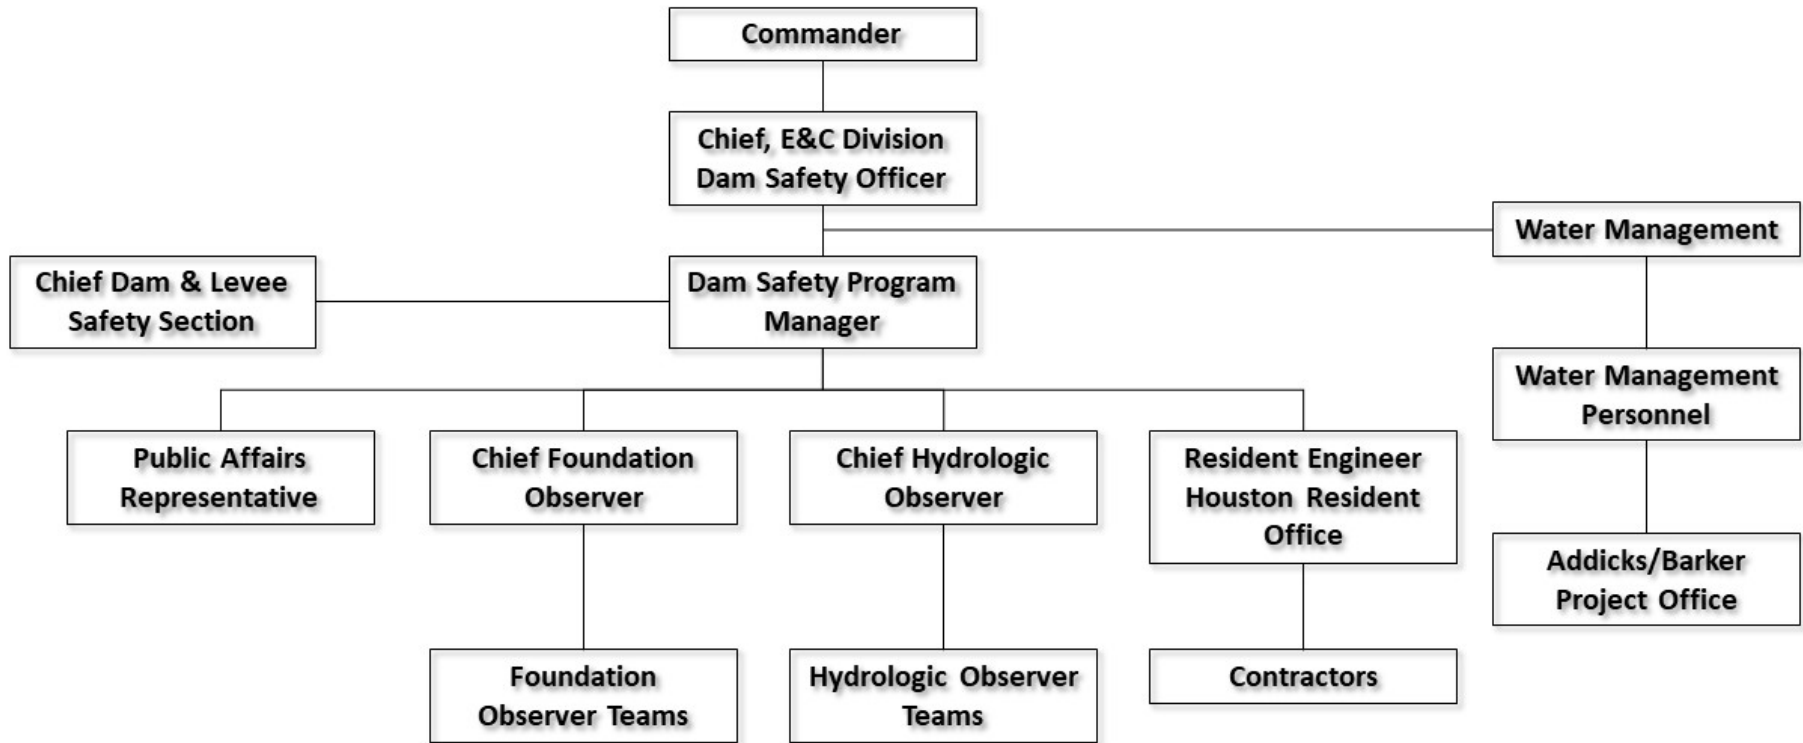 Commander
Chief, E&C Division
Dam Safety Officer
Water Management
Chief Dam & Levee
Safety Section
Dam Safety Program
Manager
Water Management
Personnel
Public Affairs
Representative
Chief Foundation
Observer
Chief Hydrologic
Observer
Resident Engineer
Houston Resident
Office
Addicks/Barker
Project Office
Foundation
Observer Teams
Hydrologic Observer
Teams
Contractors